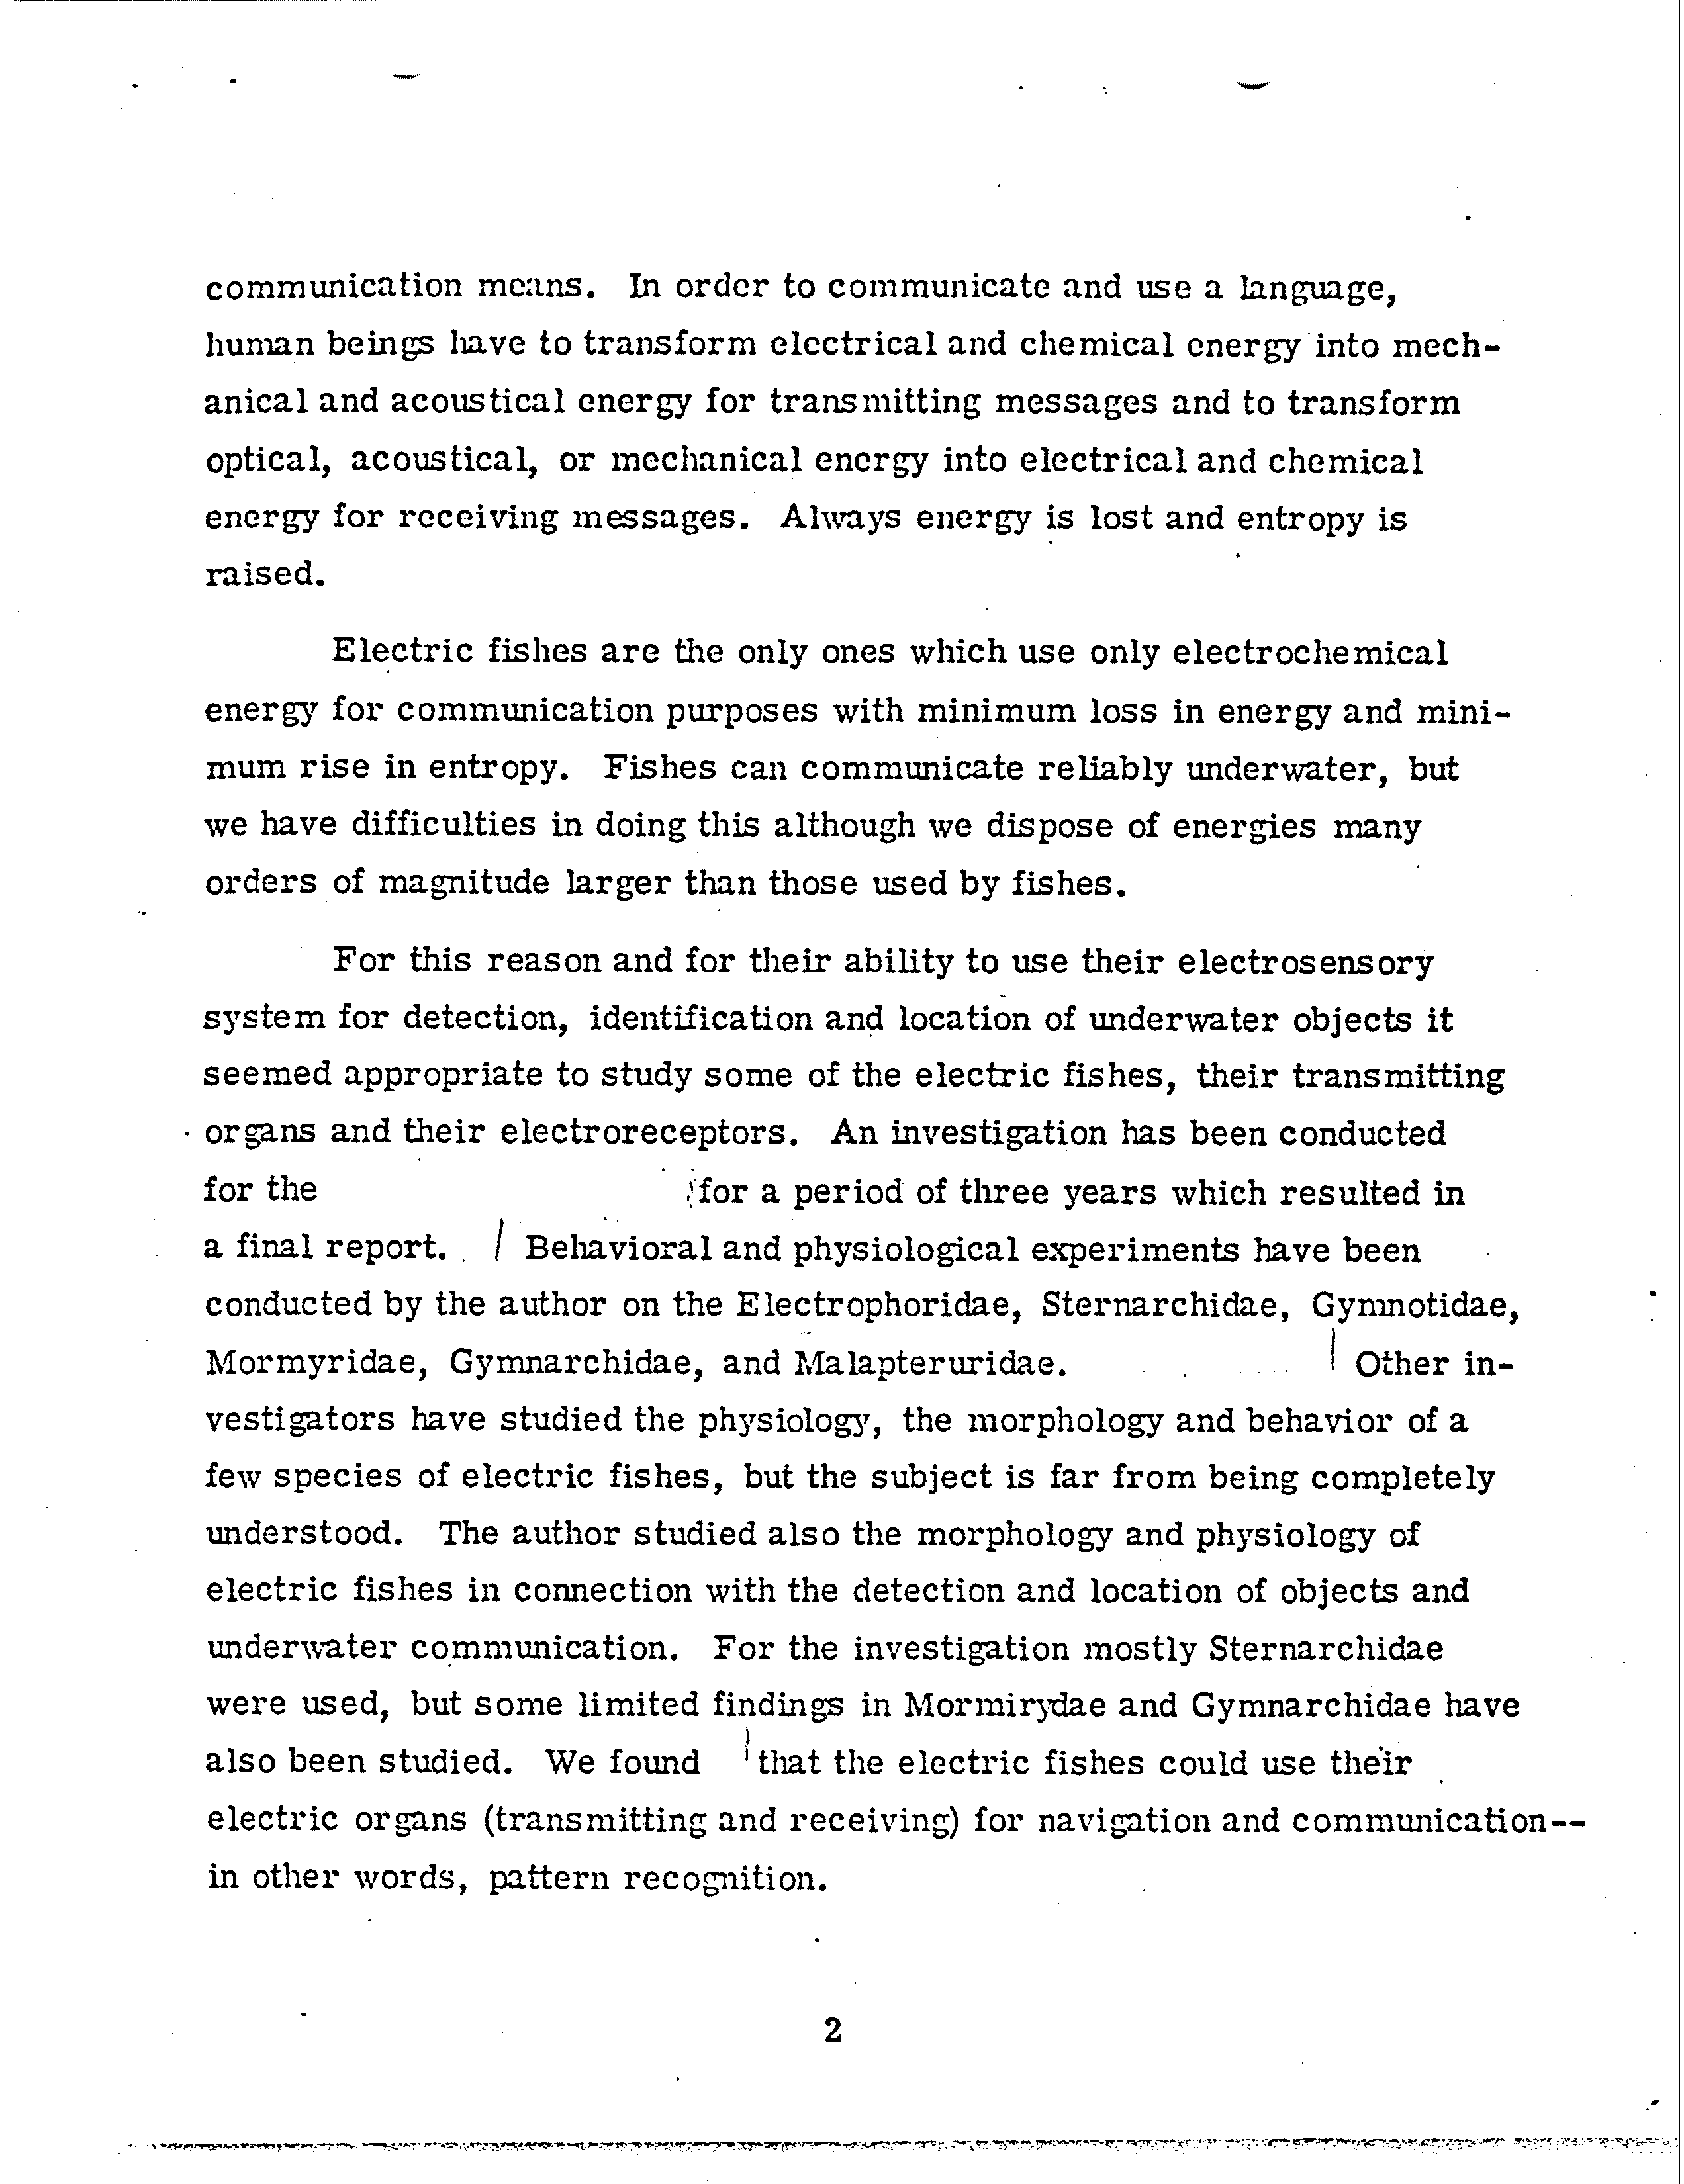 communication means. In order to communicate and use a language,
human beings have to transform electrical and chemical energy into mech-
anical and acoustical energy for transmitting messages and to transform
optical, acoustical, or mechanical energy into electrical and chemical
energy for receiving messages. Always energy is lost and entropy is
raised.
Electric fishes are the only ones which use only electrochemical
energy for communication purposes with minimum loss in energy and mini-
mum rise in entropy. Fishes can communicate reliably underwater, but
we have difficulties in doing this although we dispose of energies many
orders of magnitude larger than those used by fishes.
For this reason and for their ability to use their electrosensory
system for detection, identification and location of underwater objects it
seemed appropriate to study some of the electric fishes, their transmitting
organs and their electroreceptors. An investigation has been conducted
for the for a period of three years which resulted in
a final report. Behavioral and physiological experiments have been
conducted by the author on the Electrophoridae, Sternarchidae, Gymnotidae,
Mormyridae, Gymnarchidae, and Malapteruridae. Other in-
vestigators have studied the physiology, the morphology and behavior of a
few species of electric fishes, but the subject is far from being completely
understood. The author studied also the morphology and physiology of
electric fishes in connection with the detection and location of objects and
underwater communication. For the investigation mostly Sternarchidae
were used, but some limited findings in Mormirydae and Gymnarchidae have
also been studied. We found that the electric fishes could use their
electric organs (transmitting and receiving) for navigation and communication--
in other words, pattern recognition.
2